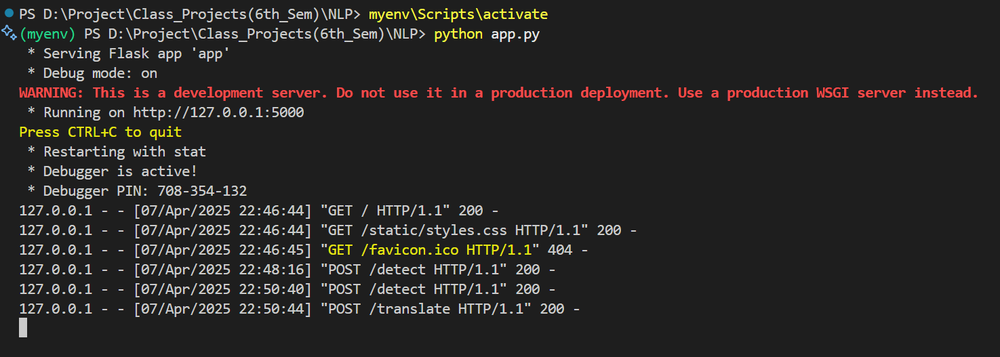 PS D:\Project\Class_Projects(6th_Sem)\NLP> myenv\Scripts\activate
(myenv) PS D:\Project\Class_Projects(6th_Sem)\NLP> python app.py
 * Serving Flask app 'app'
 * Debug mode: on
WARNING: This is a development server. Do not use it in a production deployment. Use a production WSGI server instead.
 * Running on http://127.0.0.1:5000
Press CTRL+C to quit
 * Restarting with stat
 * Debugger is active!
 * Debugger PIN: 708-354-132
127.0.0.1 - - [07/Apr/2025 22:46:44] "GET / HTTP/1.1" 200 -
127.0.0.1 - - [07/Apr/2025 22:46:44] "GET /static/styles.css HTTP/1.1" 200 -
127.0.0.1 - - [07/Apr/2025 22:46:45] "GET /favicon.ico HTTP/1.1" 404 -
127.0.0.1 - - [07/Apr/2025 22:48:16] "POST /detect HTTP/1.1" 200 -
127.0.0.1 - - [07/Apr/2025 22:50:40] "POST /detect HTTP/1.1" 200 -
127.0.0.1 - - [07/Apr/2025 22:50:44] "POST /translate HTTP/1.1" 200 -